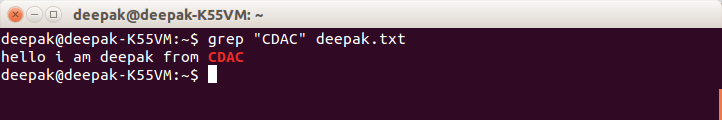 deepak@deepak-K55VM: ~
deepak@deepak-K55VM:~$ grep "CDAC" deepak.txt
hello i am deepak from CDAC
deepak@deepak-K55VM:~$